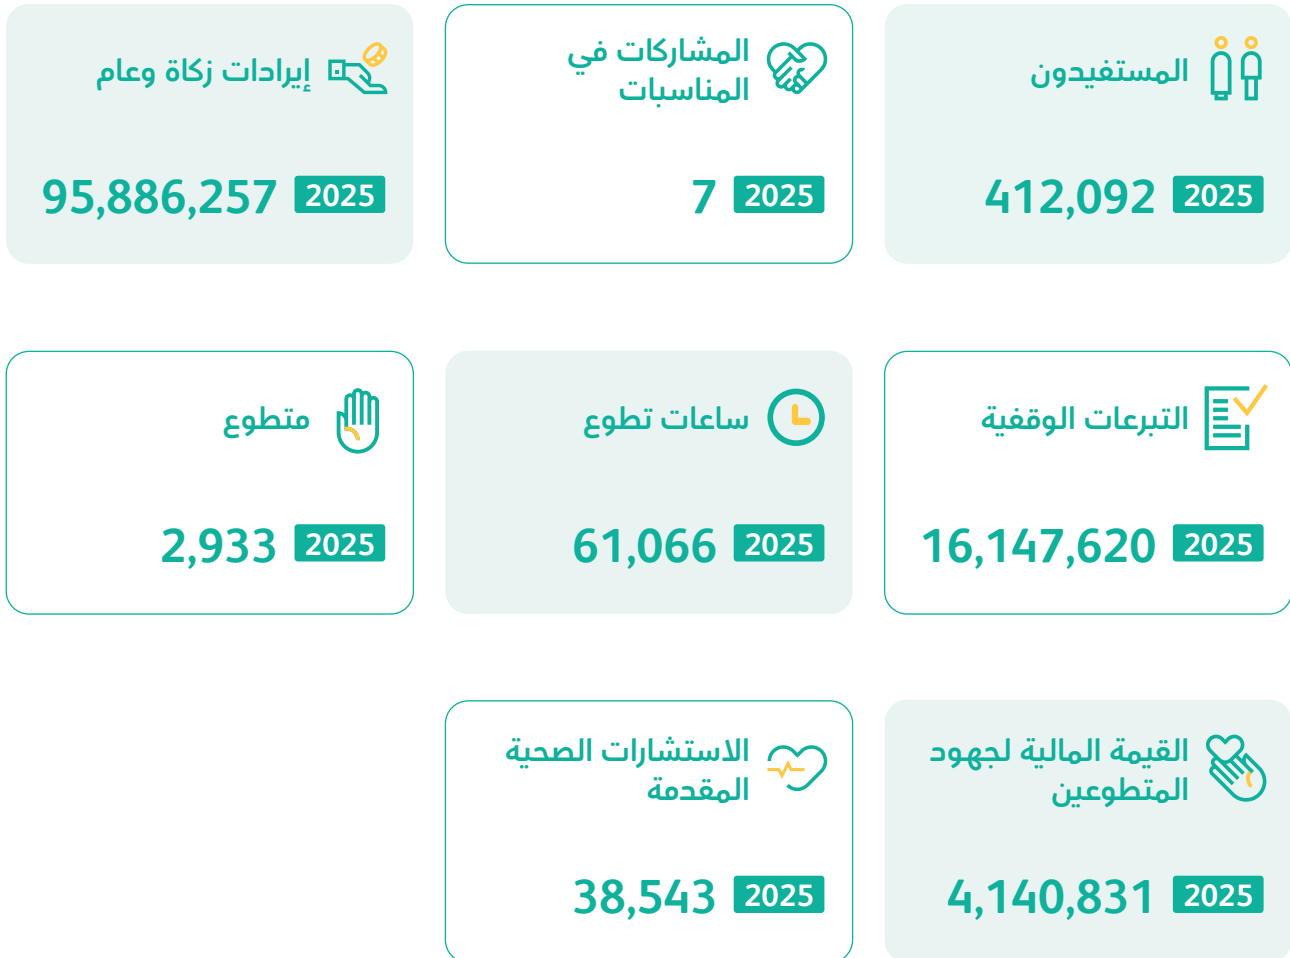 المستفيدون
2025 412,092
المشاركات في
المناسبات
2025 7
إيرادات زكاة وعام
2025 95,886,257
التبرعات الوقفية
2025 16,147,620
ساعات تطوع
2025 61,066
متطوع
2025 2,933
القيمة المالية لجهود
المتطوعين
2025 4,140,831
الاستشارات الصحية
المقدمة
2025 38,543